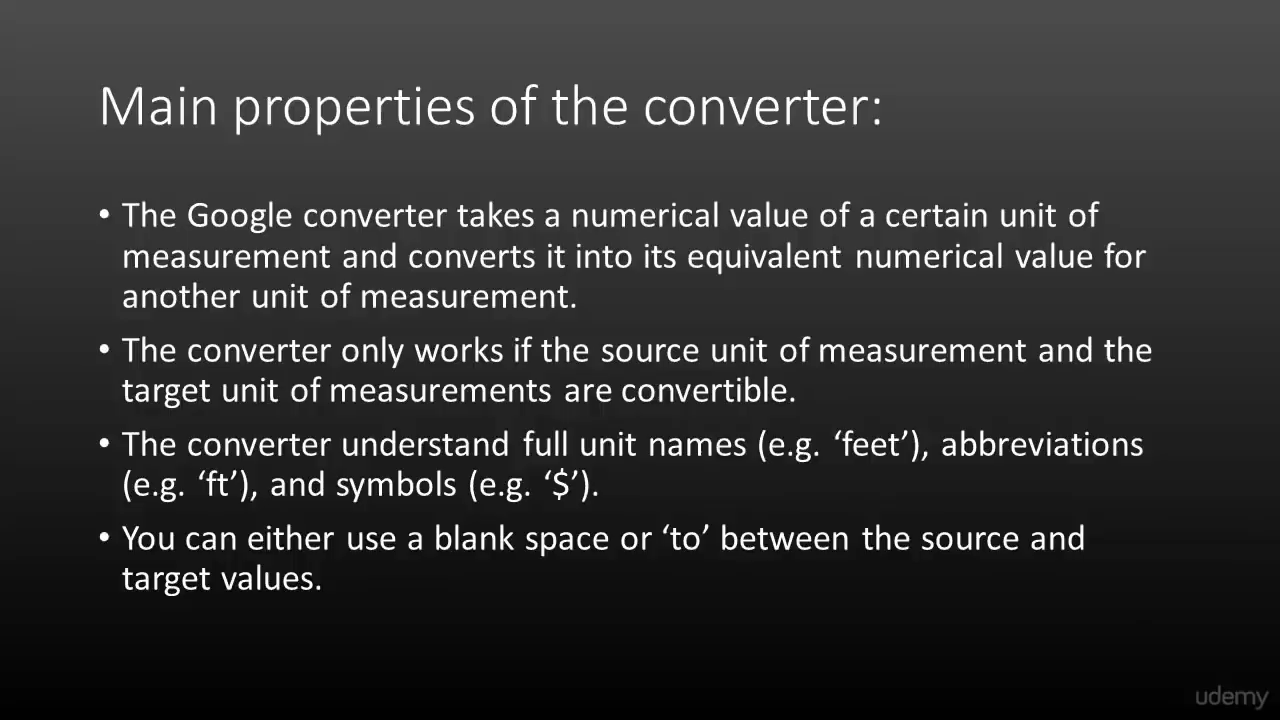 Main properties of the converter:
• The Google converter takes a numerical value of a certain unit of
measurement and converts it into its equivalent numerical value for
another unit of measurement.
• The converter only works if the source unit of measurement and the
target unit of measurements are convertible.
• The converter understand full unit names (e.g. ‘feet’), abbreviations
(e.g. ‘ft’), and symbols (e.g. ‘$’).
• You can either use a blank space or ‘to’ between the source and
target values.
udemy